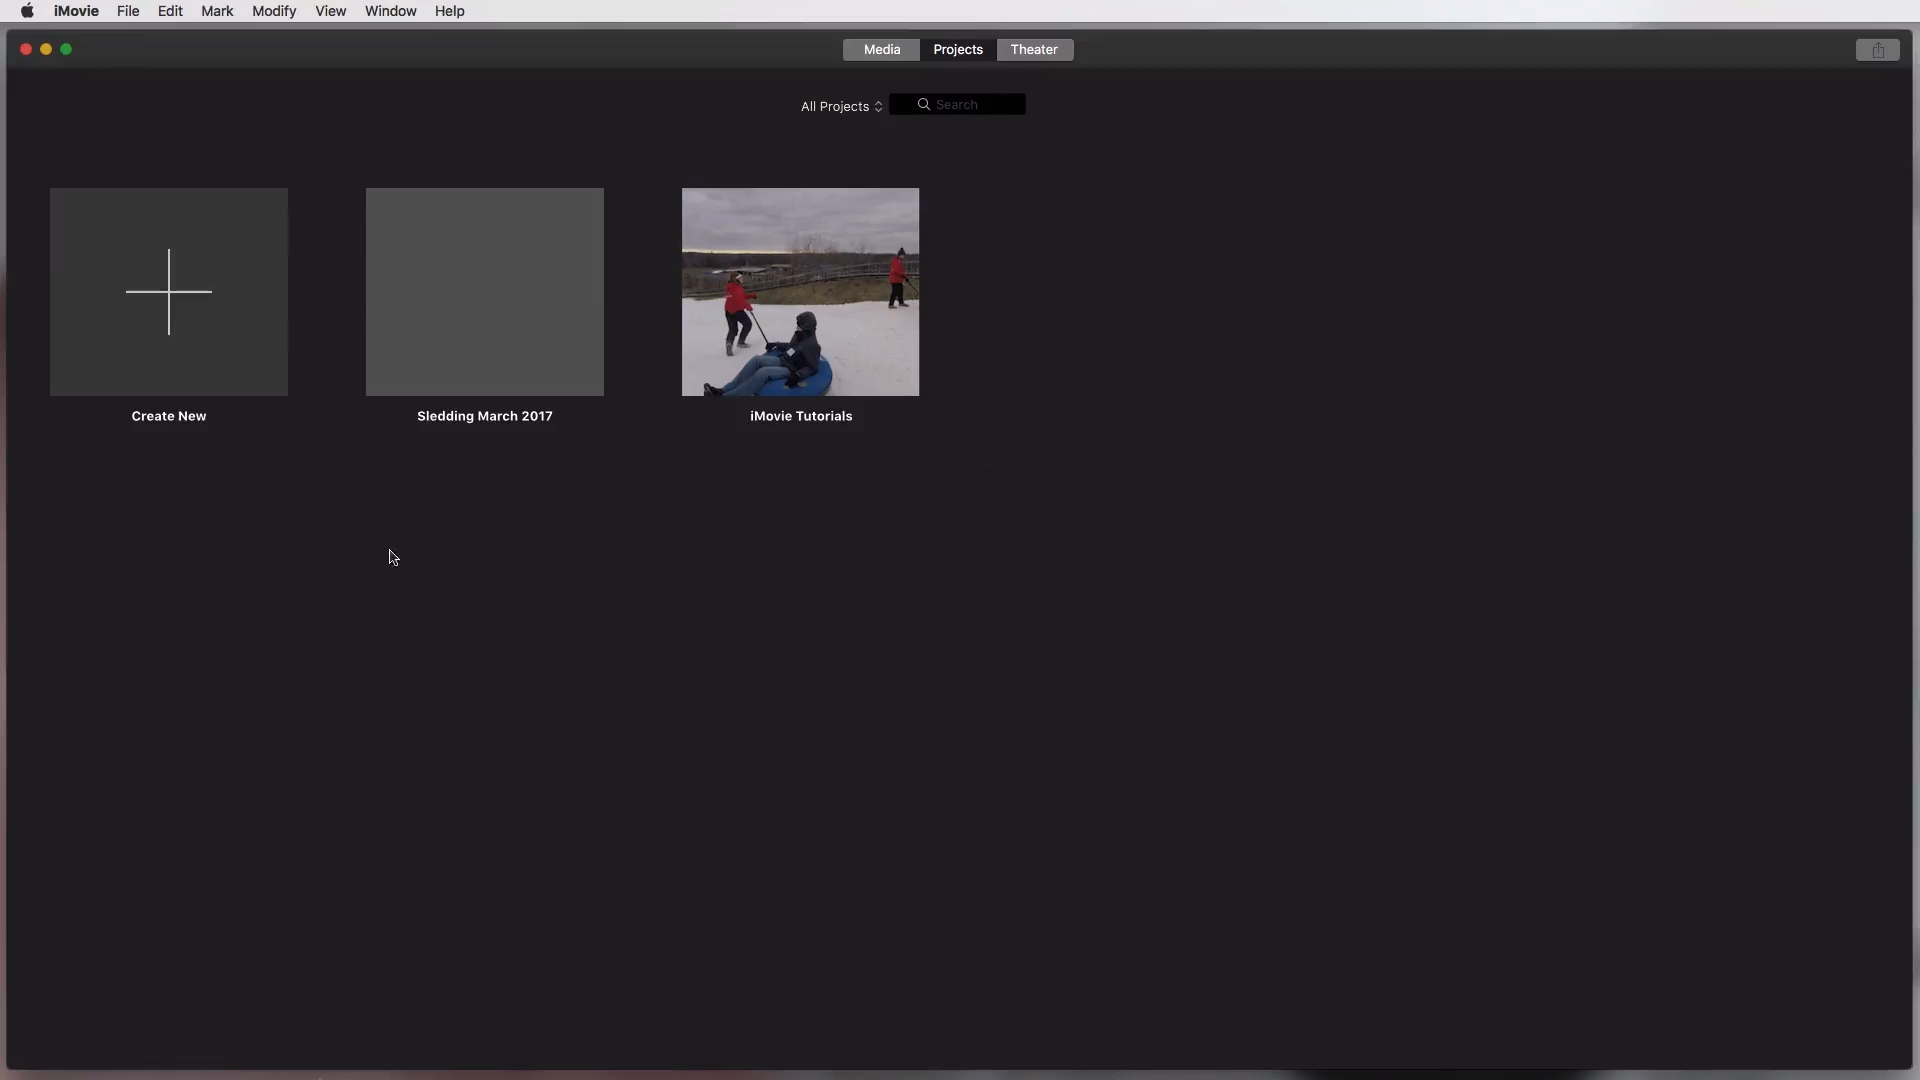 iMovie File Edit Mark Modify View Window Help
Media Projects Theater
All Projects Search
Create New Sledding March 2017 iMovie Tutorials